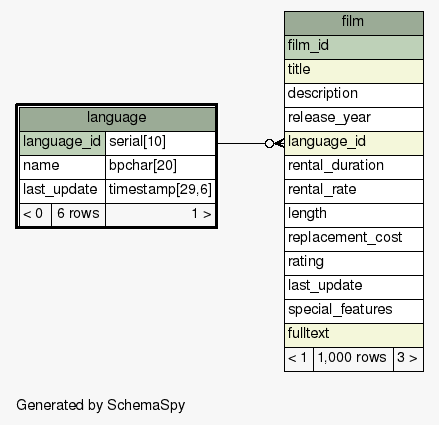 language
language_id serial[10]
name bpchar[20]
last_update timestamp[29,6]
< 0 6 rows 1 >
film
film_id
title
description
release_year
language_id
rental_duration
rental_rate
length
replacement_cost
rating
last_update
special_features
fulltext
< 1 1,000 rows 3 >
Generated by SchemaSpy